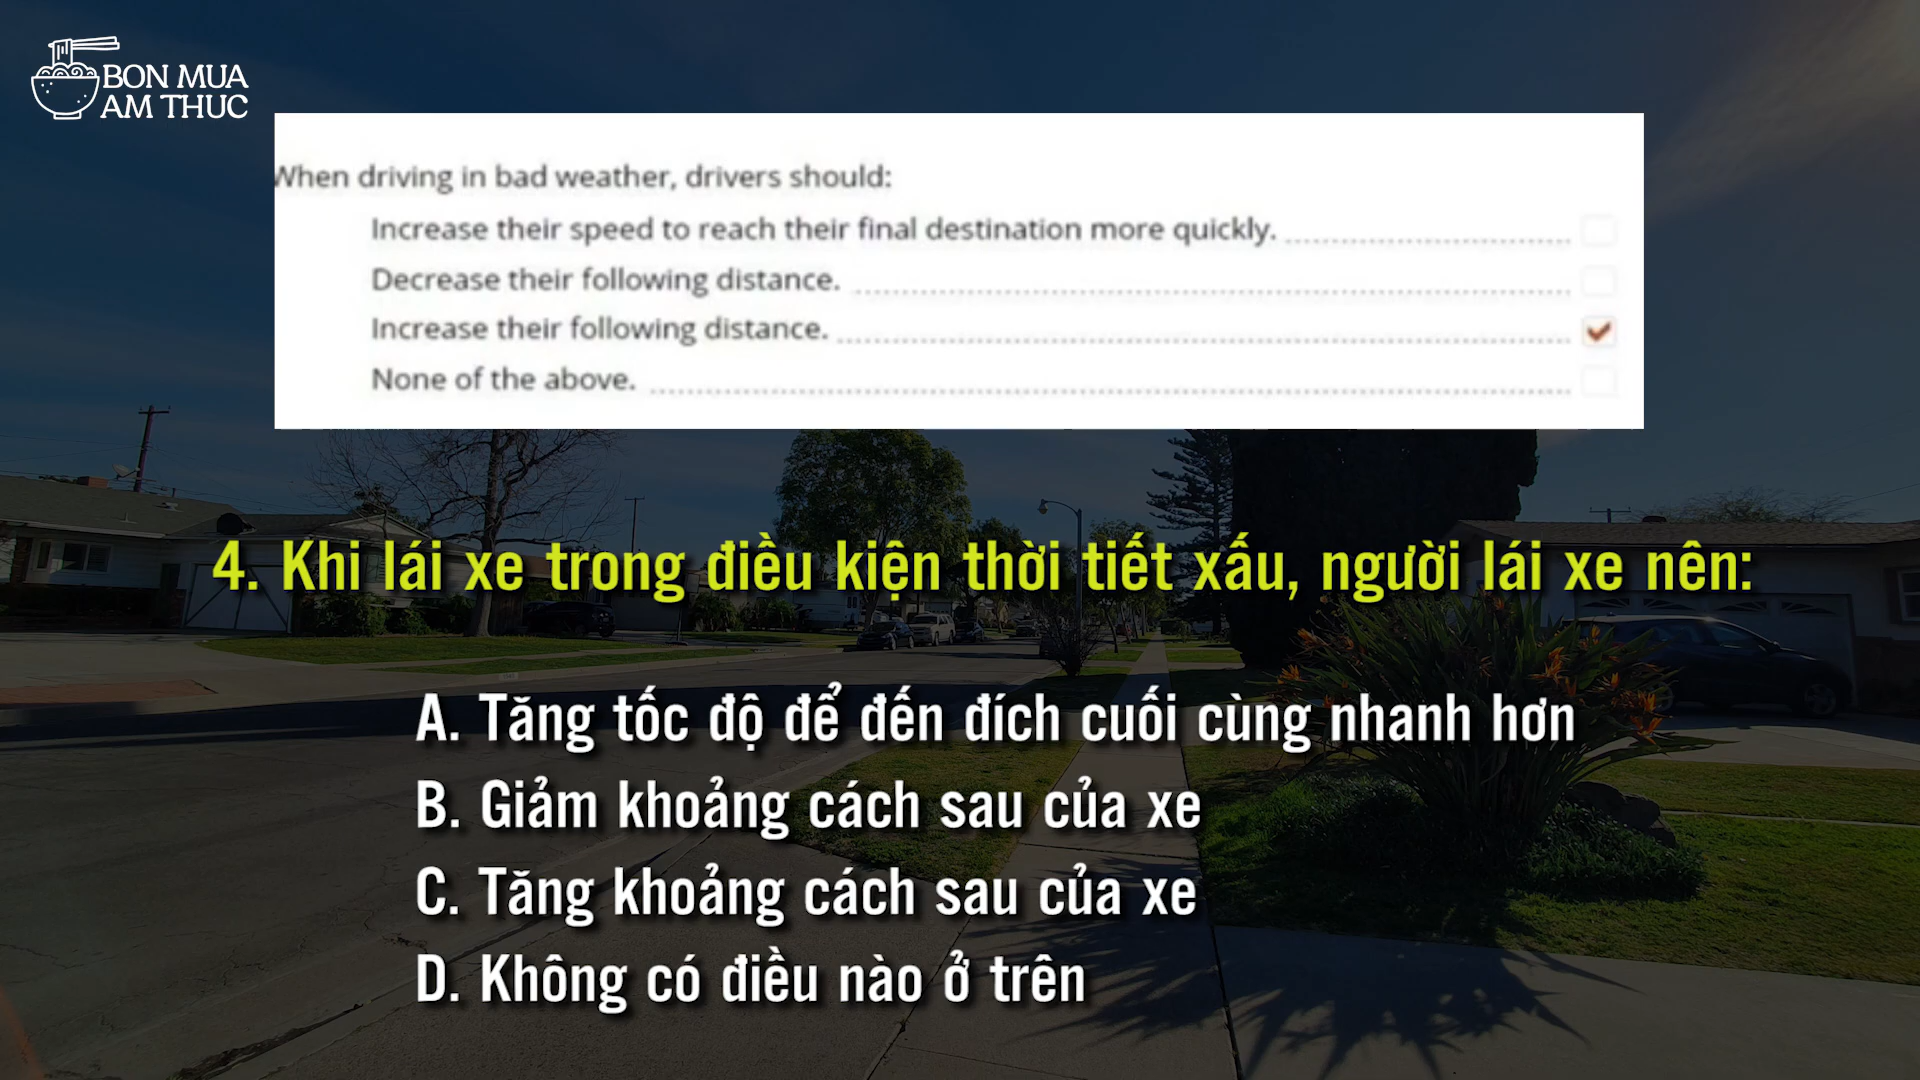 BON MUA
AM THUC
When driving in bad weather, drivers should:
Increase their speed to reach their final destination more quickly.
Decrease their following distance.
Increase their following distance.
None of the above.
4. Khi lái xe trong điều kiện thời tiết xấu, người lái xe nên:
A. Tăng tốc độ để đến đích cuối cùng nhanh hơn
B. Giảm khoảng cách sau của xe
C. Tăng khoảng cách sau của xe
D. Không có điều nào ở trên